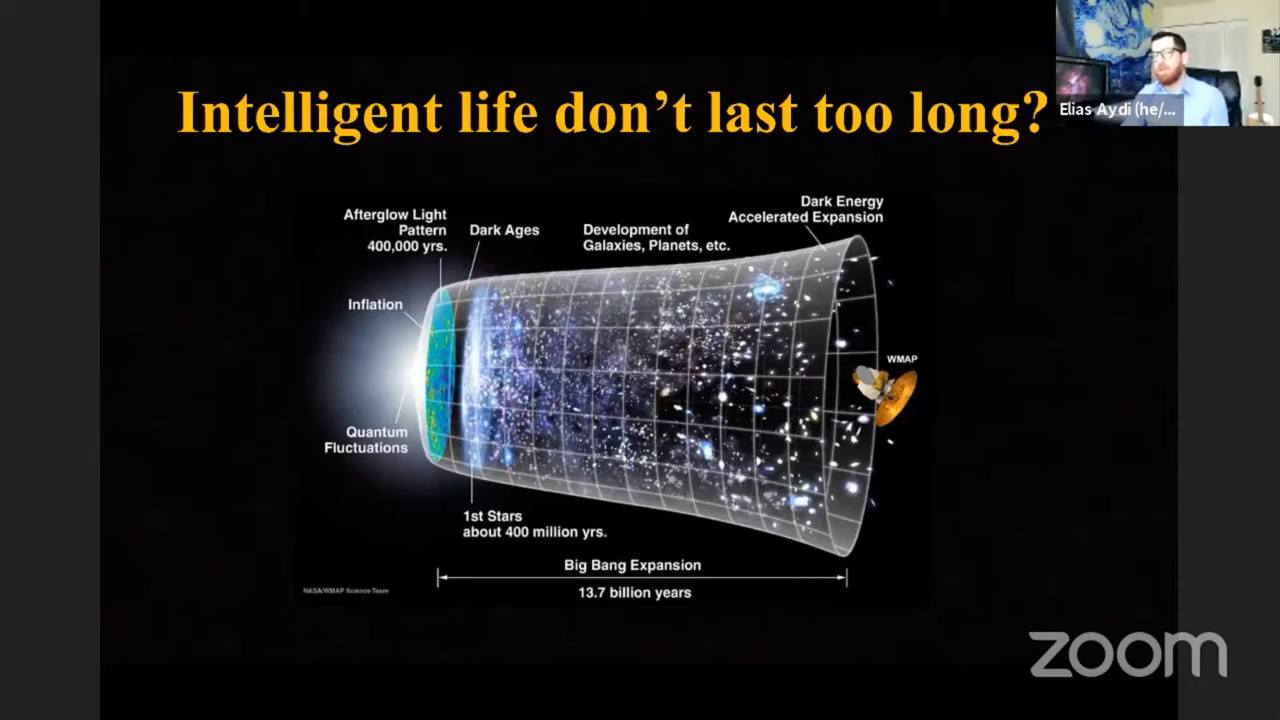 Intelligent life don't last too long?
Elias Aydi (he/...
Dark Energy
Accelerated Expansion
Afterglow Light
Pattern
400,000 yrs.
Dark Ages
Development of
Galaxies, Planets, etc.
Inflation
WMAP
Quantum
Fluctuations
1st Stars
about 400 million yrs.
Big Bang Expansion
13.7 billion years
NASA/WMAP Science Team
zoom